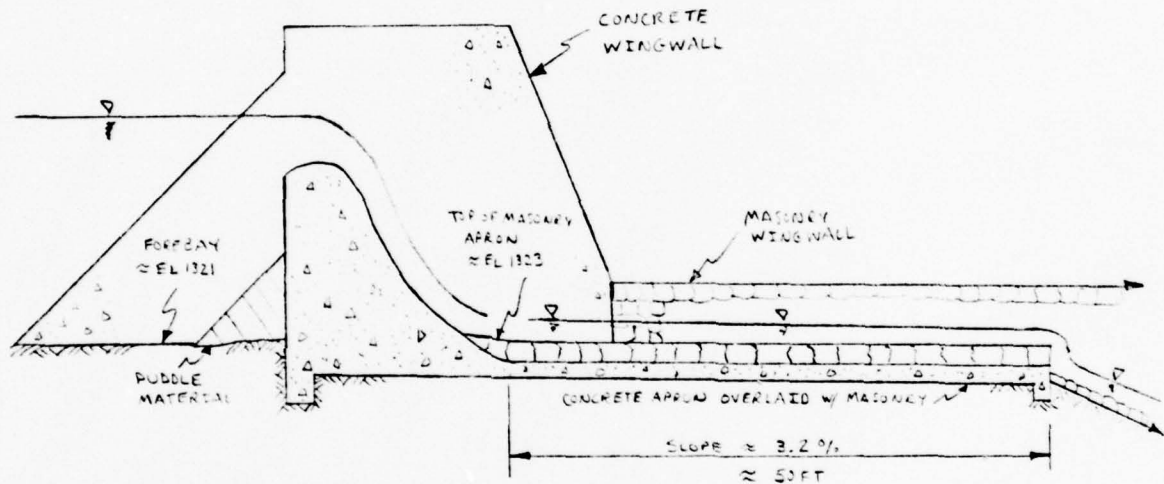 CONCRETE
WINGWALL
FOREBAY
≈ EL 1321
TOP OF MASONRY
APRON
≈ EL 1323
MASONRY
WINGWALL
PUDDLE
MATERIAL
CONCRETE APRON OVERLAID W/ MASONRY
SLOPE ≈ 3.2 %
≈ 50 FT